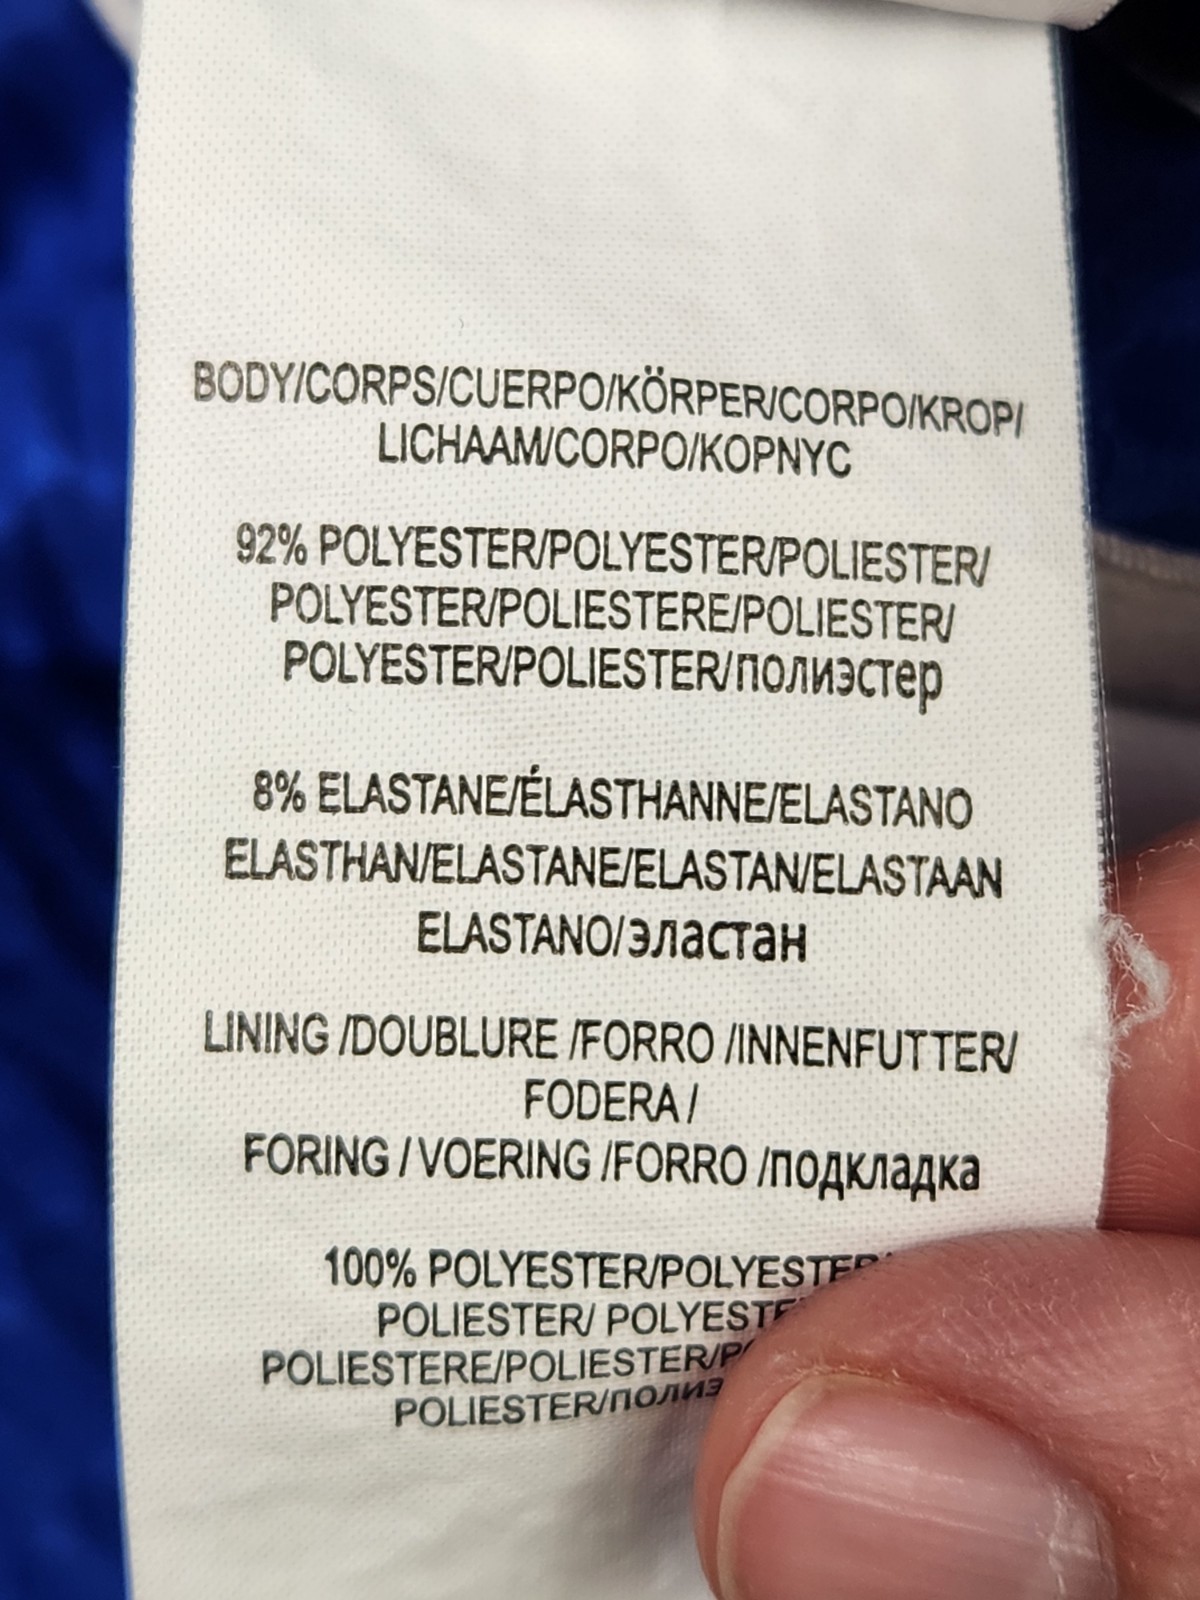 BODY/CORPS/CUERPO/KÖRPER/CORPO/KROP/
LICHAAM/CORPO/KOPNYC
92% POLYESTER/POLYESTER/POLIESTER/
POLYESTER/POLIESTERE/POLIESTER/
POLYESTER/POLIESTER/полиэстер
8% ELASTANE/ÉLASTHANNE/ELASTANO
ELASTHAN/ELASTANE/ELASTAN/ELASTAAN
ELASTANO/эластан
LINING /DOUBLURE /FORRO /INNENFUTTER/
FODERA /
FORING / VOERING /FORRO /подкладка
100% POLYESTER/POLYESTER
POLIESTER/
POLIESTERE/POLIESTER/
POLIESTER/